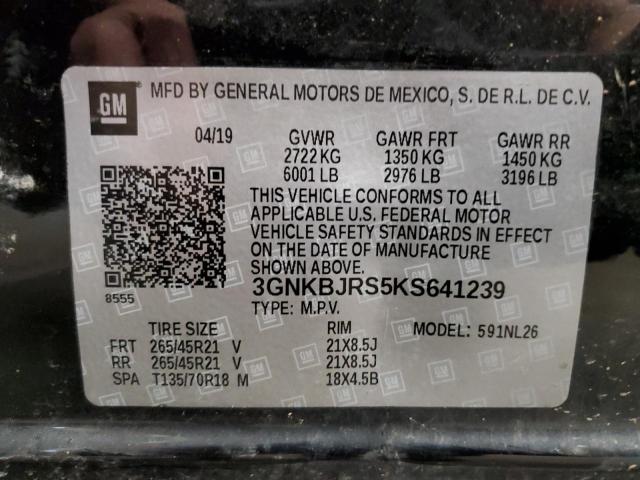 GM MFD BY GENERAL MOTORS DE MEXICO, S. DE R.L. DE C.V.
04/19 GVWR GAWR FRT GAWR RR
2722 KG 1350 KG 1450 KG
6001 LB 2976 LB 3196 LB
THIS VEHICLE CONFORMS TO ALL
APPLICABLE U.S. FEDERAL MOTOR
VEHICLE SAFETY STANDARDS IN EFFECT
ON THE DATE OF MANUFACTURE
SHOWN ABOVE.
8555 3GNKBJRS5KS641239
TYPE: M.P.V.
TIRE SIZE RIM MODEL: 591NL26
FRT 265/45R21 V 21X8.5J
RR 265/45R21 V 21X8.5J
SPA T135/70R18 M 18X4.5B